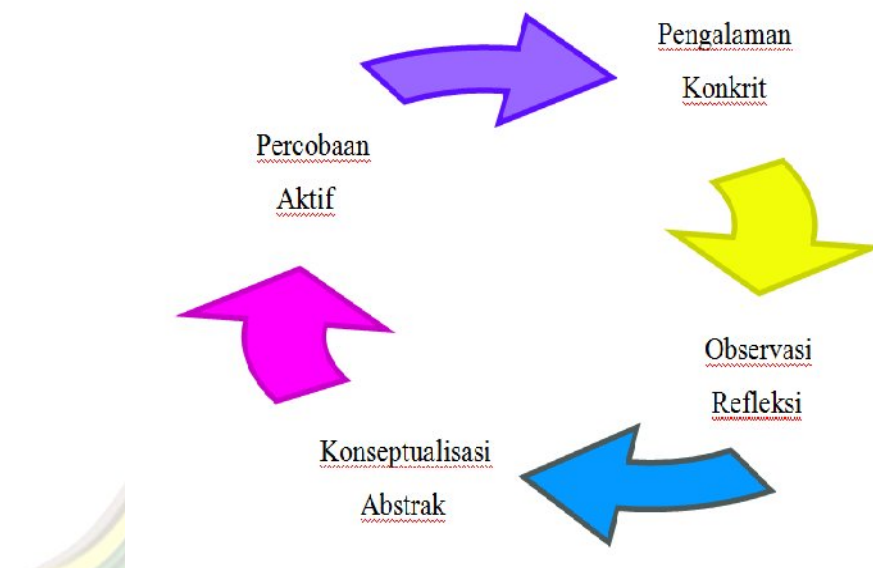 Pengalaman
Konkrit
Percobaan
Aktif
Observasi
Refleksi
Konseptualisasi
Abstrak